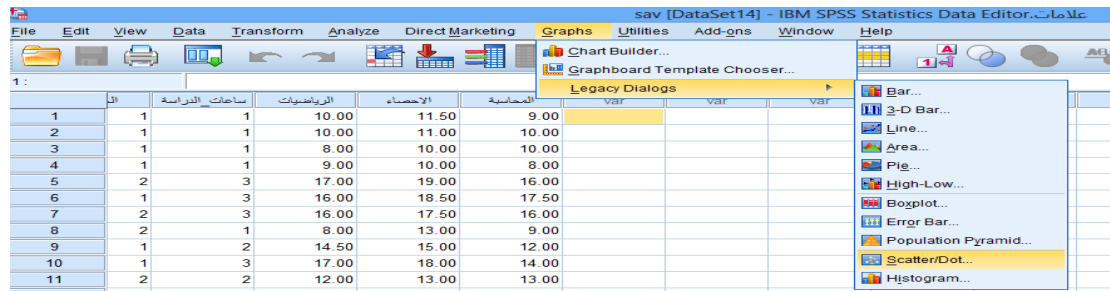 علامات.sav [DataSet14] - IBM SPSS Statistics Data Editor
File Edit View Data Transform Analyze Direct Marketing Graphs Utilities Add-ons Window Help
Chart Builder...
Graphboard Template Chooser...
Legacy Dialogs
1 :
ساعات_الدراسة الرياضيات الاحصاء المحاسبة var var var
1 1 1 10.00 11.50 9.00
2 1 1 10.00 11.00 10.00
3 1 1 8.00 10.00 10.00
4 1 1 9.00 10.00 8.00
5 2 3 17.00 19.00 16.00
6 1 3 16.00 18.50 17.50
7 2 3 16.00 17.50 16.00
8 2 1 8.00 13.00 9.00
9 1 2 14.50 15.00 12.00
10 1 3 17.00 18.00 14.00
11 2 2 12.00 13.00 13.00
Bar...
3-D Bar...
Line...
Area...
Pie...
High-Low...
Boxplot...
Error Bar...
Population Pyramid...
Scatter/Dot...
Histogram...